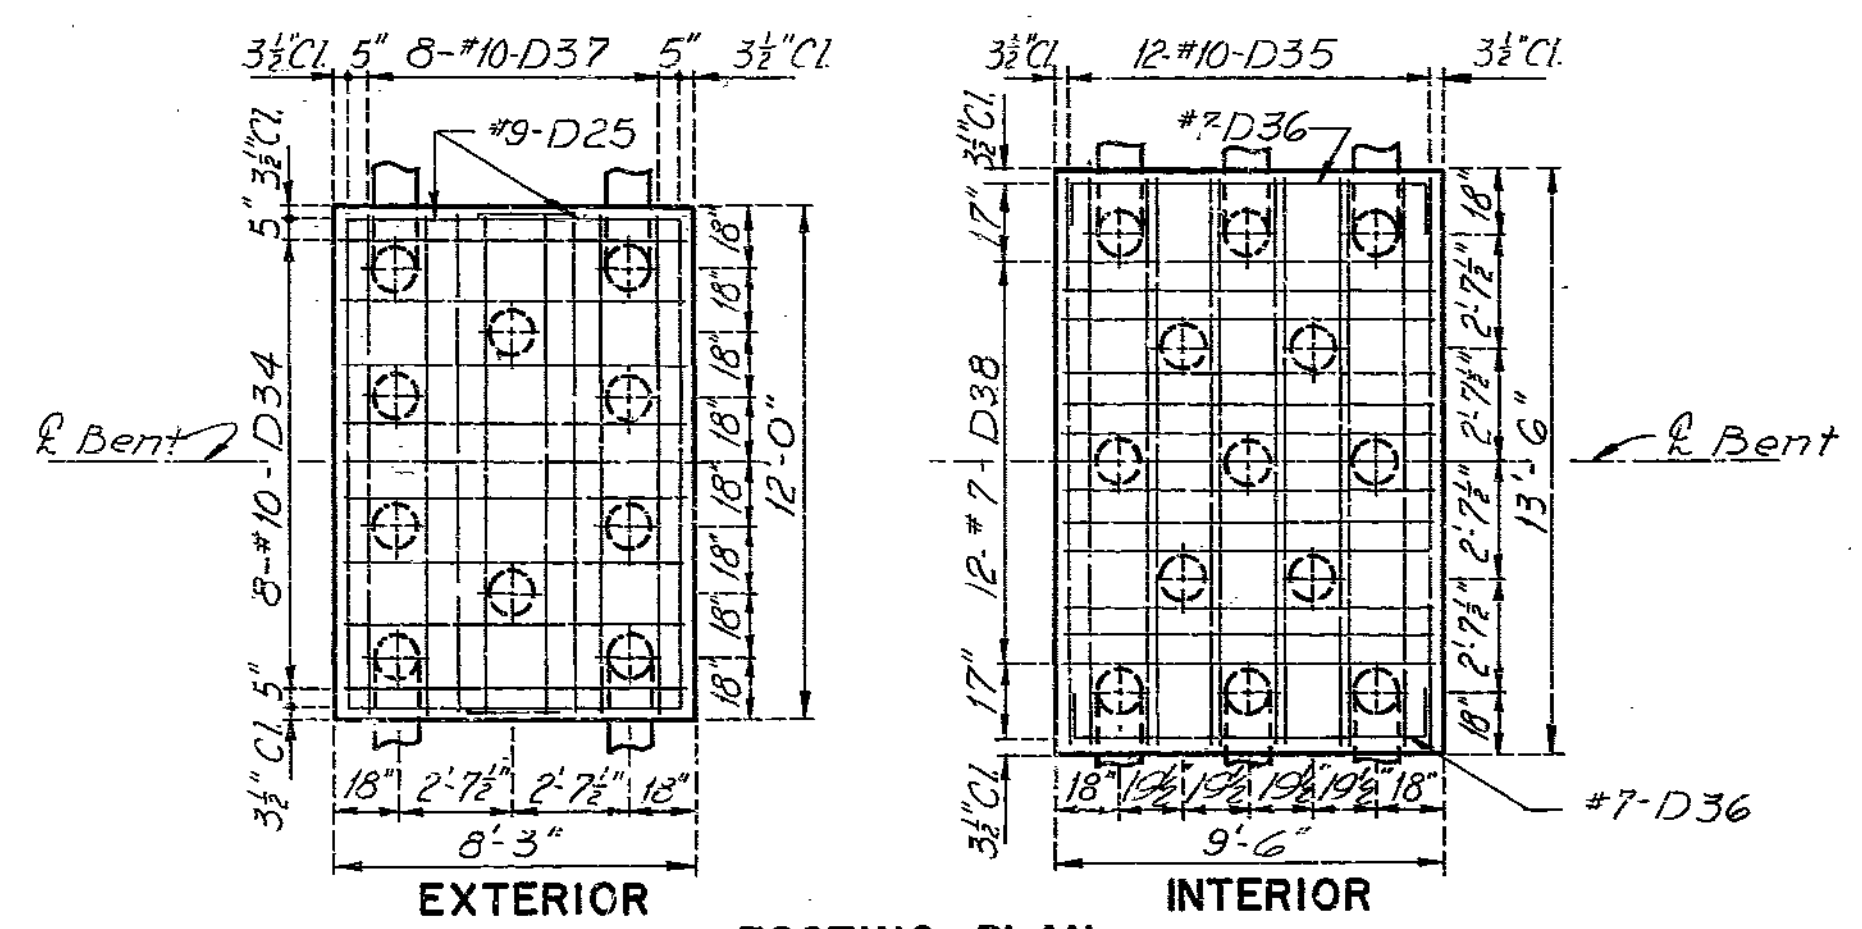 3½"Cl. 5" 8-#10-D37 5" 3½"Cl.
#9-D25
3½"Cl.
5"
8-#10-D34
5"
3½" Cl.
℄ Bent
18"
18"
18"
18"
18"
18"
18"
18"
12'-0"
18" 2'-7½" 2'-7½" 18"
8'-3"
EXTERIOR
3½"Cl. 12-#10-D35 3½"Cl.
#7-D36
3½"Cl.
17"
12-#7-D38
17"
3½"Cl.
18"
2'-7½"
2'-7½"
2'-7½"
2'-7½"
18"
13'-6"
℄ Bent
18" 19½" 19½" 19½" 19½" 18"
#7-D36
9'-6"
INTERIOR